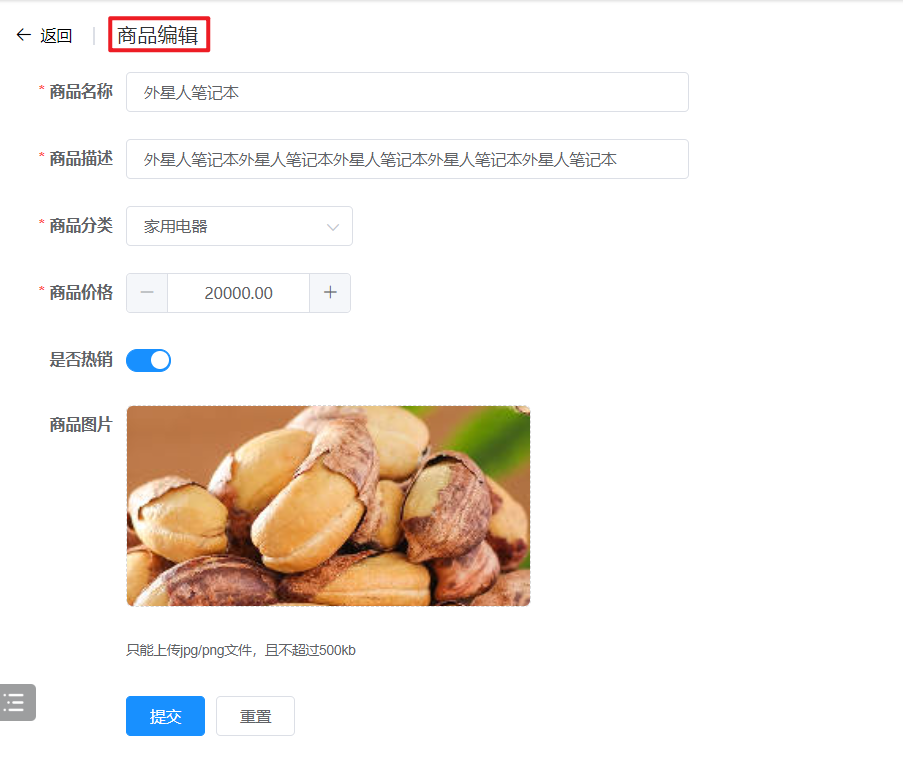 返回 商品编辑
* 商品名称 外星人笔记本
* 商品描述 外星人笔记本外星人笔记本外星人笔记本外星人笔记本外星人笔记本
* 商品分类 家用电器
* 商品价格 − 20000.00 +
是否热销
商品图片
只能上传jpg/png文件，且不超过500kb
提交 重置